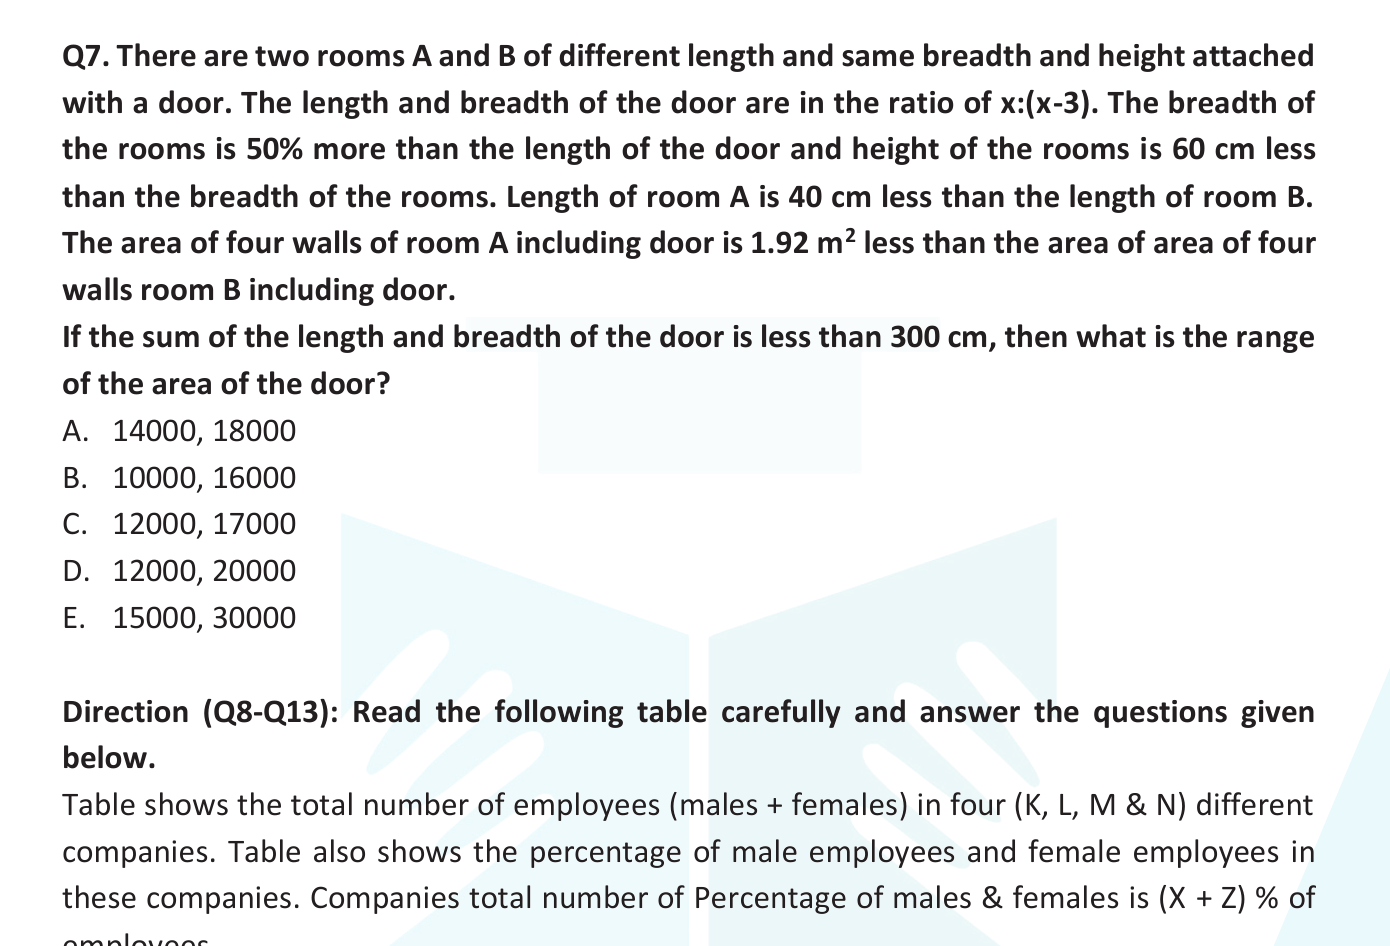 Q7. There are two rooms A and B of different length and same breadth and height attached
with a door. The length and breadth of the door are in the ratio of x:(x-3). The breadth of
the rooms is 50% more than the length of the door and height of the rooms is 60 cm less
than the breadth of the rooms. Length of room A is 40 cm less than the length of room B.
The area of four walls of room A including door is 1.92 m² less than the area of area of four
walls room B including door.
If the sum of the length and breadth of the door is less than 300 cm, then what is the range
of the area of the door?
A. 14000, 18000
B. 10000, 16000
C. 12000, 17000
D. 12000, 20000
E. 15000, 30000
Direction (Q8-Q13): Read the following table carefully and answer the questions given
below.
Table shows the total number of employees (males + females) in four (K, L, M & N) different
companies. Table also shows the percentage of male employees and female employees in
these companies. Companies total number of Percentage of males & females is (X + Z) % of
employees